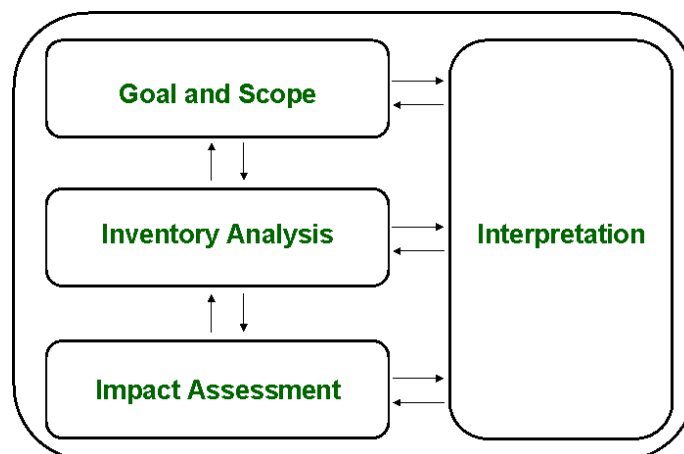 Goal and Scope
Inventory Analysis
Interpretation
Impact Assessment